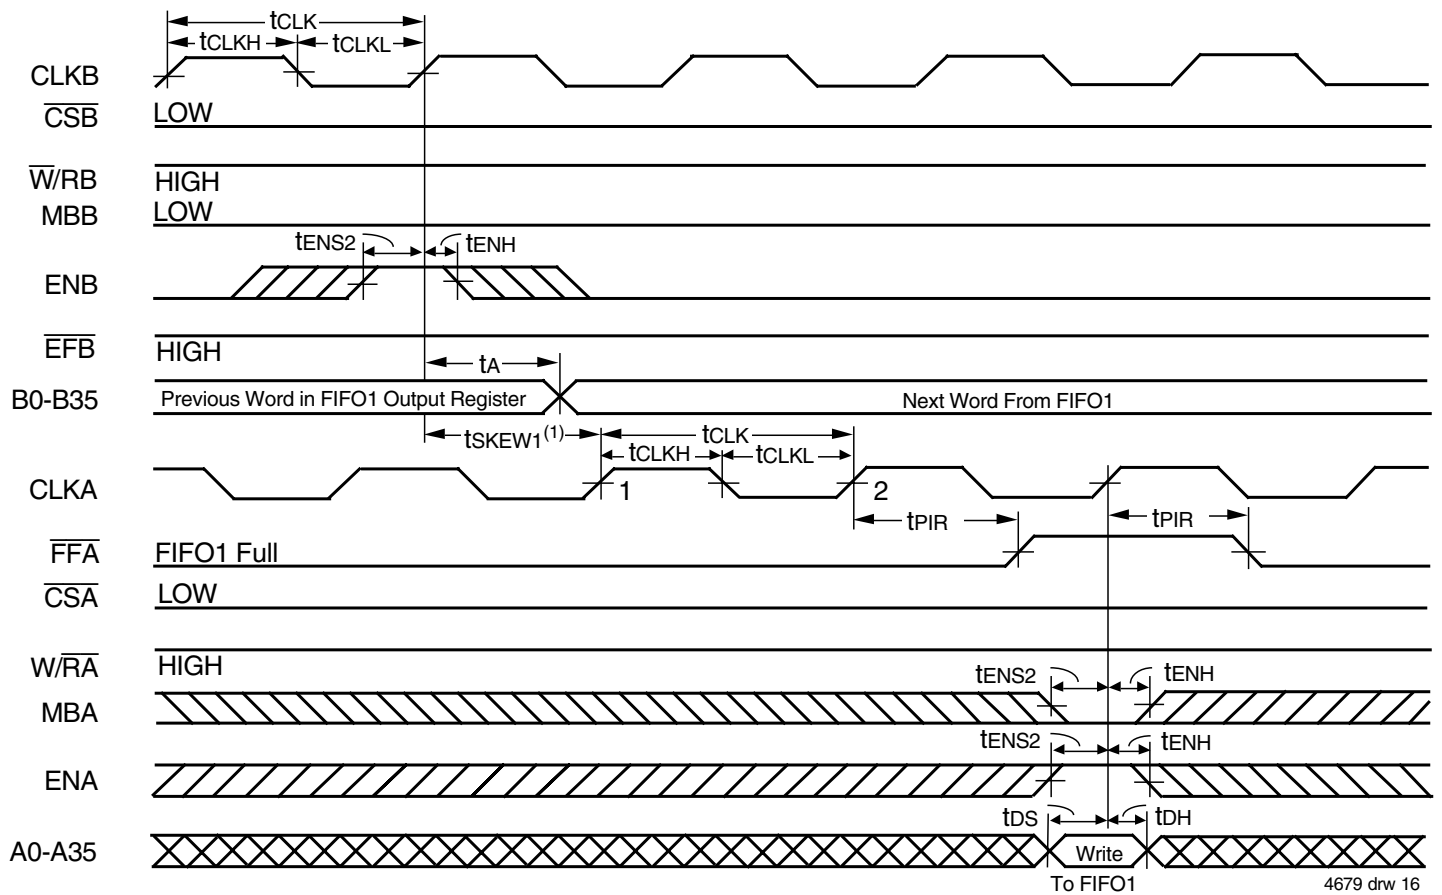 tCLK
tCLKH tCLKL
CLKB
CSB LOW
W/RB HIGH
MBB LOW
tENS2 tENH
ENB
EFB HIGH
tA
B0-B35 Previous Word in FIFO1 Output Register Next Word From FIFO1
tSKEW1(1) tCLK
tCLKH tCLKL
CLKA 1 2
tPIR tPIR
FFA FIFO1 Full
CSA LOW
W/RA HIGH
tENS2 tENH
MBA
tENS2 tENH
ENA
tDS tDH
A0-A35 Write
To FIFO1
4679 drw 16